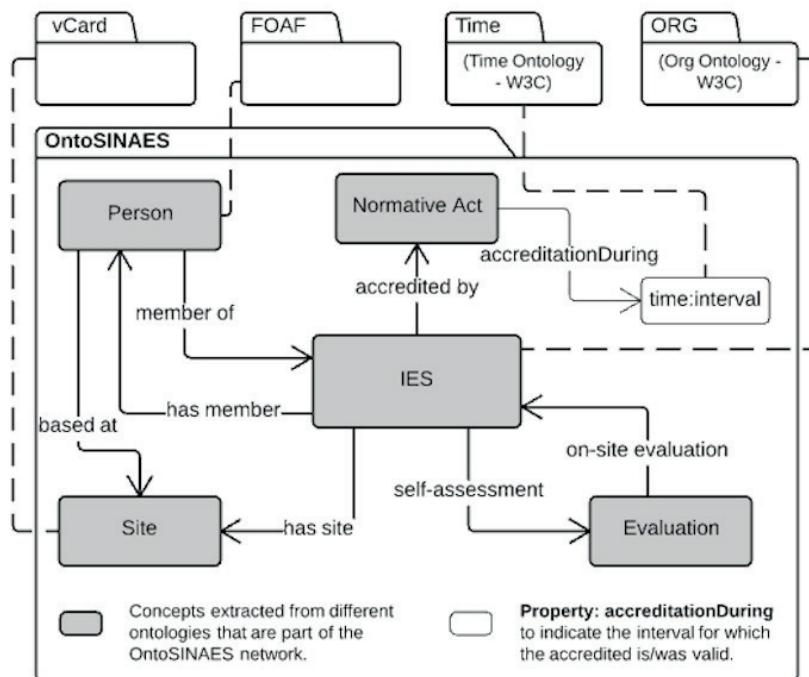 vCard
FOAF
Time
(Time Ontology
- W3C)
ORG
(Org Ontology -
W3C)
OntoSINAES
Person
Normative Act
accreditationDuring
time:interval
accredited by
member of
IES
has member
based at
on-site evaluation
self-assessment
Site
has site
Evaluation
Concepts extracted from different
ontologies that are part of the
OntoSINAES network.
Property: accreditationDuring
to indicate the interval for which
the accredited is/was valid.